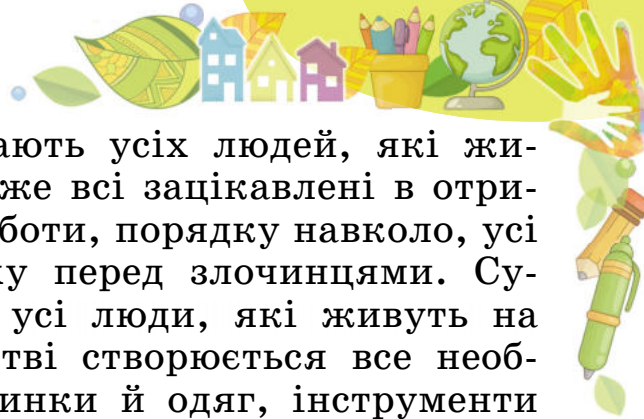 ають усіх людей, які жи-
же всі зацікавлені в отри-
боти, порядку навколо, усі
ку перед злочинцями. Су-
усі люди, які живуть на
тві створюється все необ-
инки й одяг, інструменти